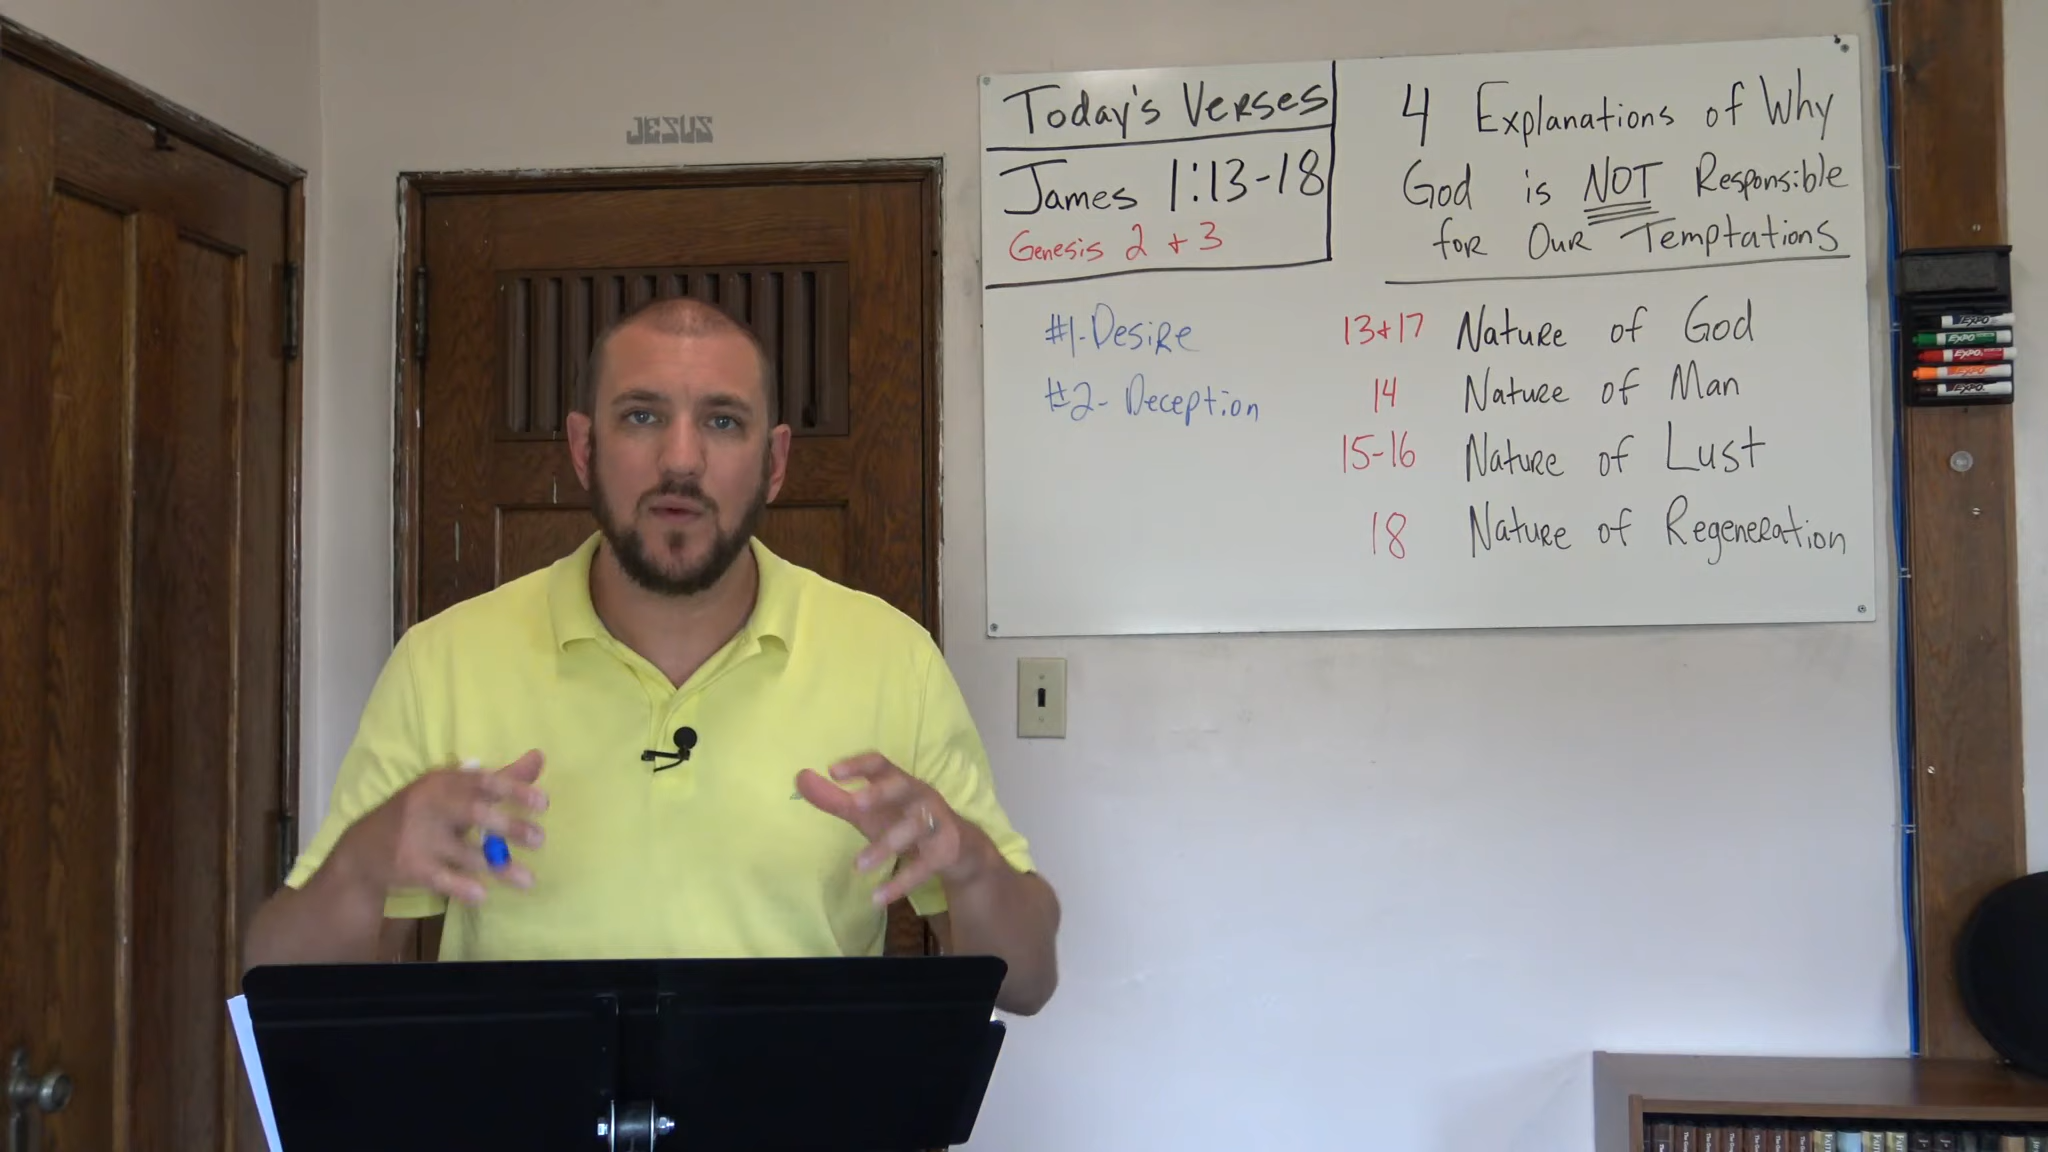 JESUS
Today's Verses
James 1:13-18
Genesis 2 + 3
#1-Desire
#2- Deception
4 Explanations of Why
God is NOT Responsible
for Our Temptations
13+17 Nature of God
14 Nature of Man
15-16 Nature of Lust
18 Nature of Regeneration
EXPO
EXPO
EXPO
EXPO
EXPO